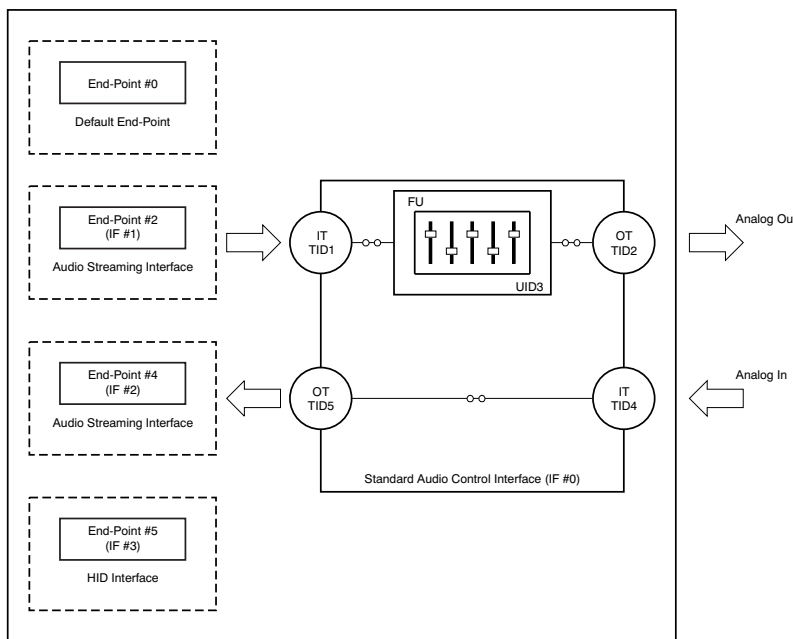 End-Point #0
Default End-Point
End-Point #2
(IF #1)
Audio Streaming Interface
IT
TID1
FU
UID3
OT
TID2
Analog Ou
End-Point #4
(IF #2)
Audio Streaming Interface
OT
TID5
IT
TID4
Analog In
Standard Audio Control Interface (IF #0)
End-Point #5
(IF #3)
HID Interface